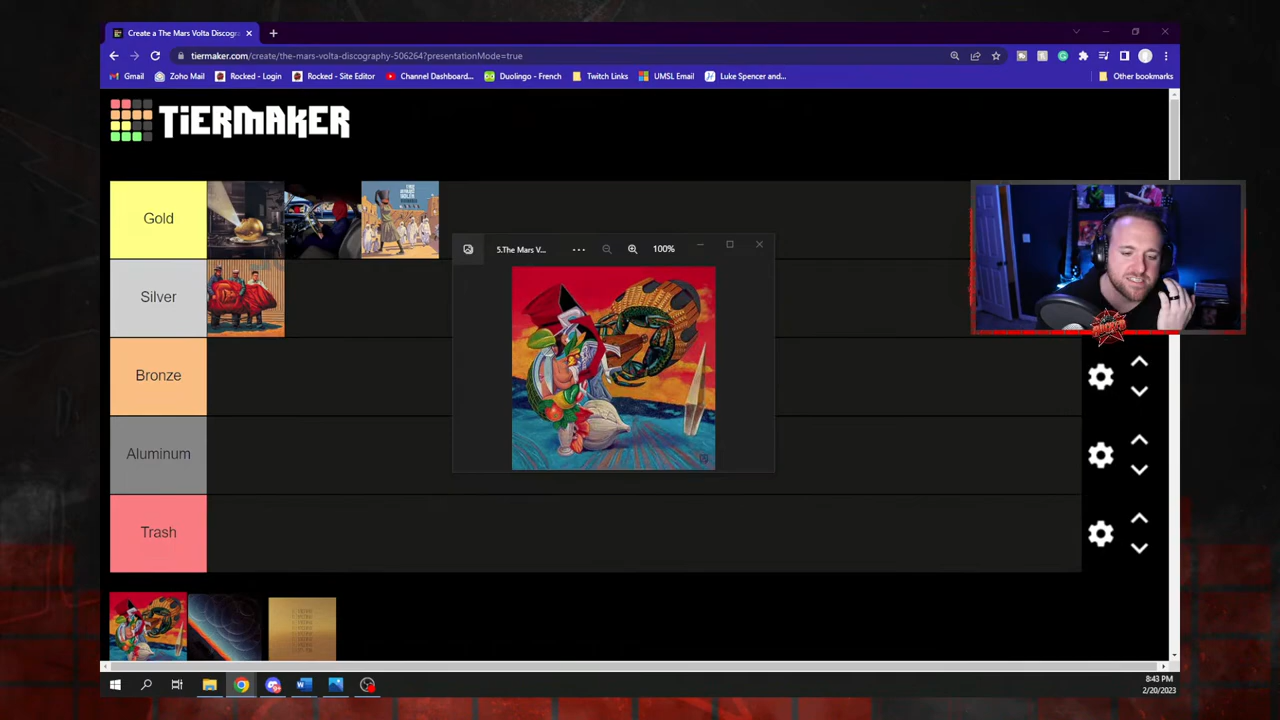 Create a The Mars Volta Discogra
tiermaker.com/create/the-mars-volta-discography-506264?presentationMode=true
Gmail
Zoho Mail
Rocked - Login
Rocked - Site Editor
Channel Dashboard...
Duolingo - French
Twitch Links
UMSL Email
Luke Spencer and...
Other bookmarks
TIERMAKER
Gold
Silver
Bronze
Aluminum
Trash
5.The Mars V...
100%
8:43 PM
2/20/2023